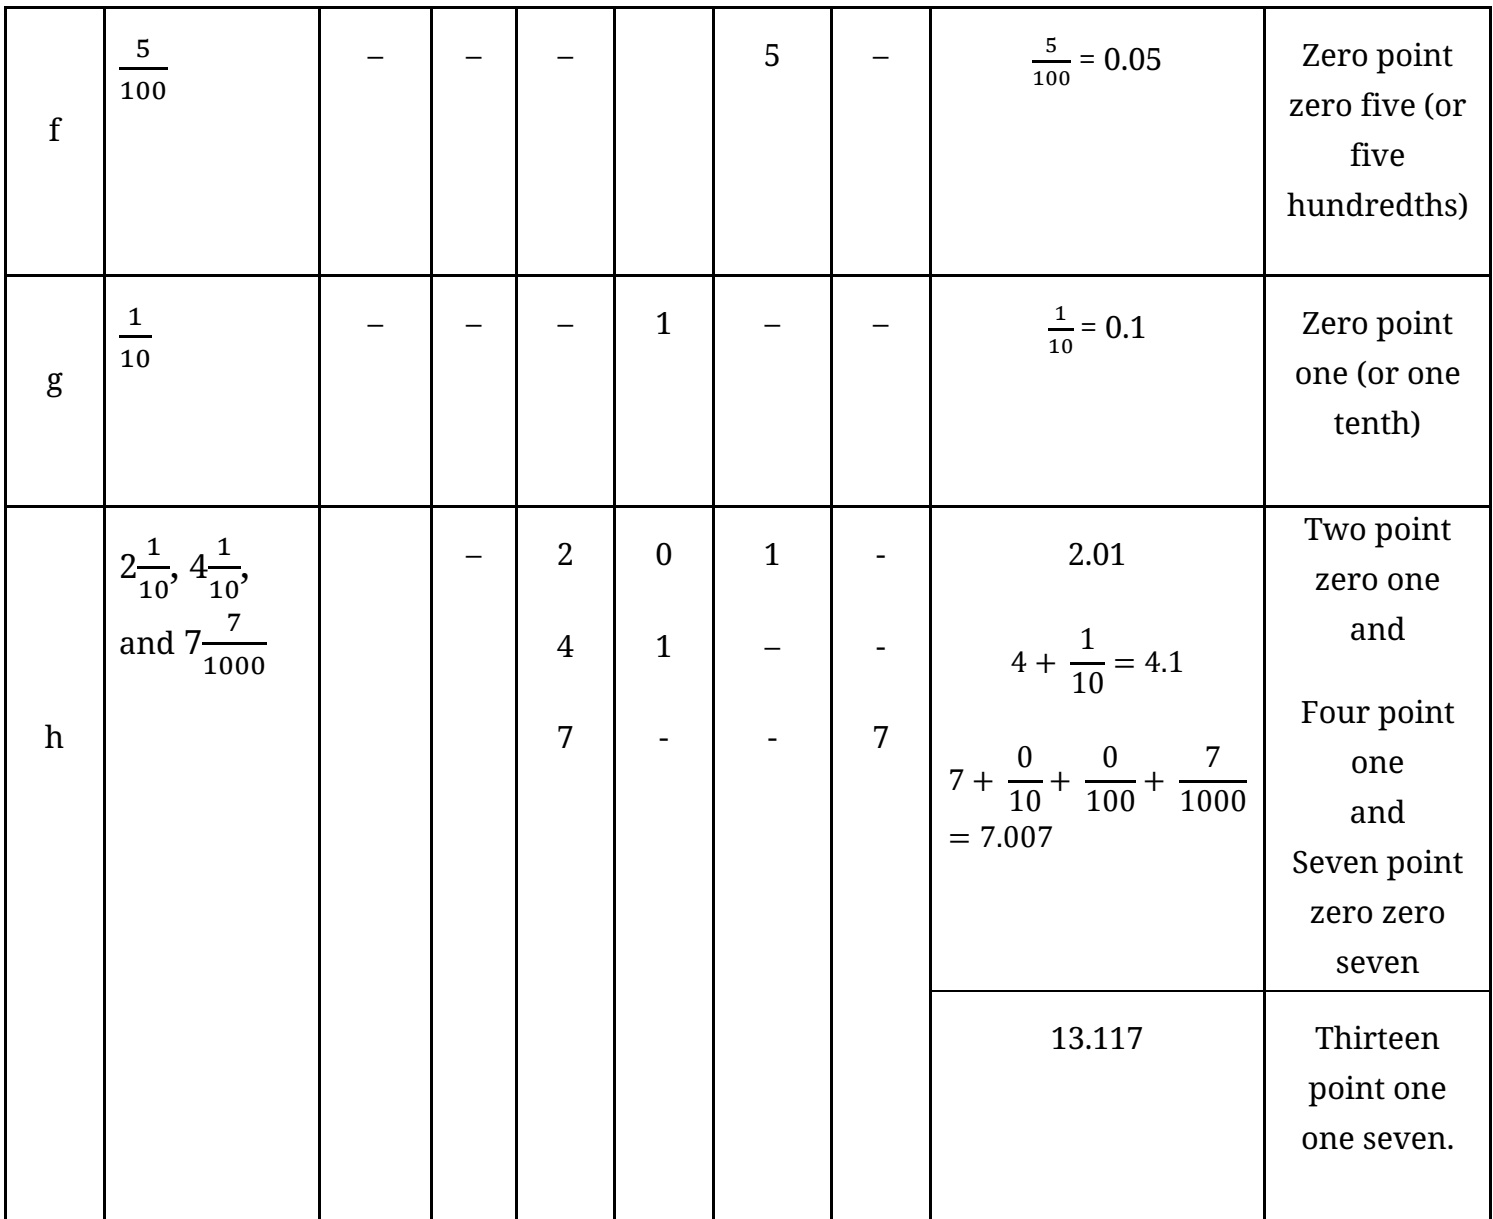 f 5/100 – – – 5 – 5/100 = 0.05 Zero point
zero five (or
five
hundredths)
g 1/10 – – – 1 – – 1/10 = 0.1 Zero point
one (or one
tenth)
h 2 1/10, 4 1/10, – 2 0 1 - 2.01 Two point
zero one
and
and 7 7/1000 4 1 – - 4 + 1/10 = 4.1
Four point
one
and
7 - - 7 7 + 0/10 + 0/100 + 7/1000
= 7.007
Seven point
zero zero
seven
13.117 Thirteen
point one
one seven.